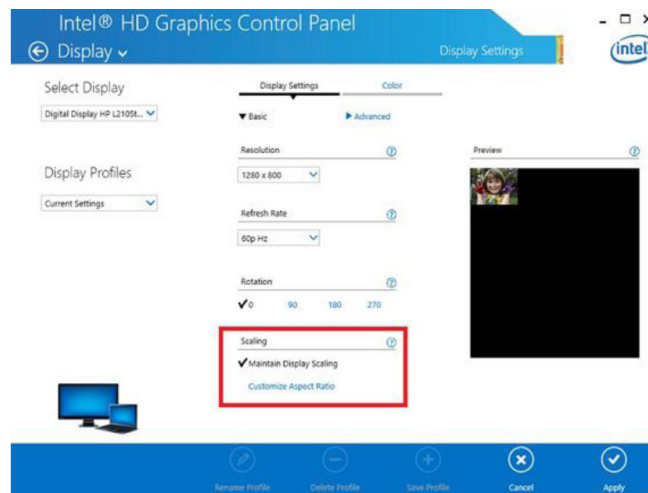 Intel® HD Graphics Control Panel
Display
Display Settings
intel
Select Display
Digital Display HP L2105t...
Display Profiles
Current Settings
Display Settings
Color
Basic
Advanced
Resolution
?
1280 x 800
Refresh Rate
?
60p Hz
Rotation
?
0 90 180 270
Scaling
?
Maintain Display Scaling
Customize Aspect Ratio
Preview
?
Rename Profile
Delete Profile
Save Profile
Cancel
Apply